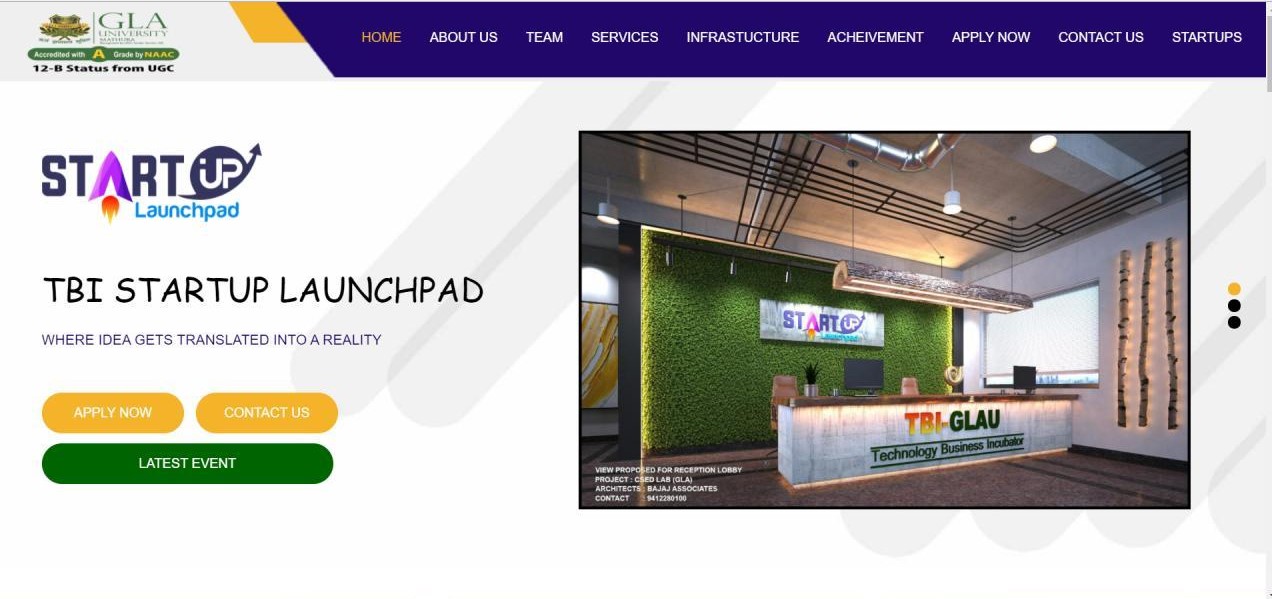 GLA
UNIVERSITY
MATHURA
Accredited with A Grade by NAAC
12-B Status from UGC
HOME
ABOUT US
TEAM
SERVICES
INFRASTUCTURE
ACHEIVEMENT
APPLY NOW
CONTACT US
STARTUPS
START UP
Launchpad
TBI STARTUP LAUNCHPAD
WHERE IDEA GETS TRANSLATED INTO A REALITY
APPLY NOW
CONTACT US
LATEST EVENT
START UP
Launchpad
TBI-GLAU
Technology Business Incubator
VIEW PROPOSED FOR RECEPTION LOBBY
PROJECT : CSED LAB (GLA)
ARCHITECTS : BAJAJ ASSOCIATES
CONTACT : 9412280100